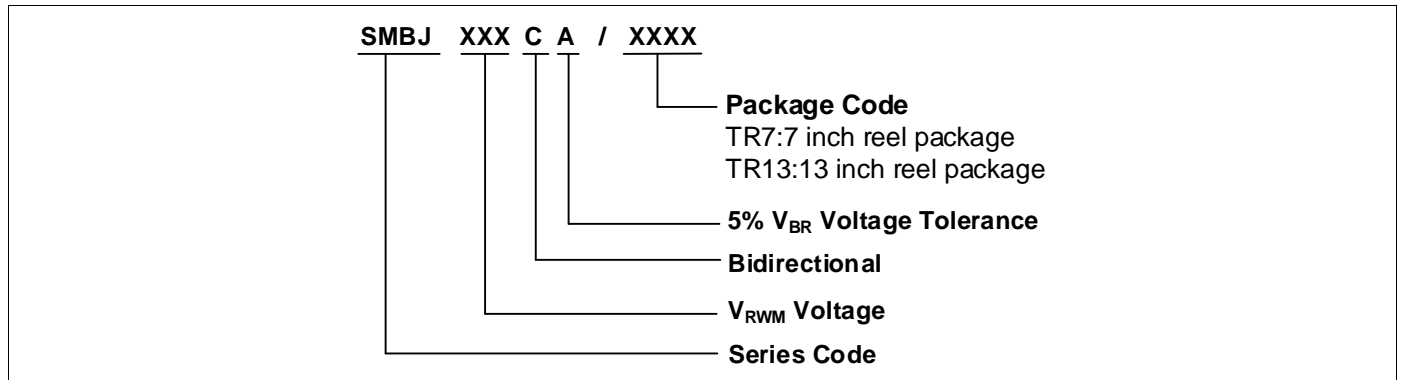 SMBJ XXX C A / XXXX
Package Code
TR7:7 inch reel package
TR13:13 inch reel package
5% VBR Voltage Tolerance
Bidirectional
VRWM Voltage
Series Code